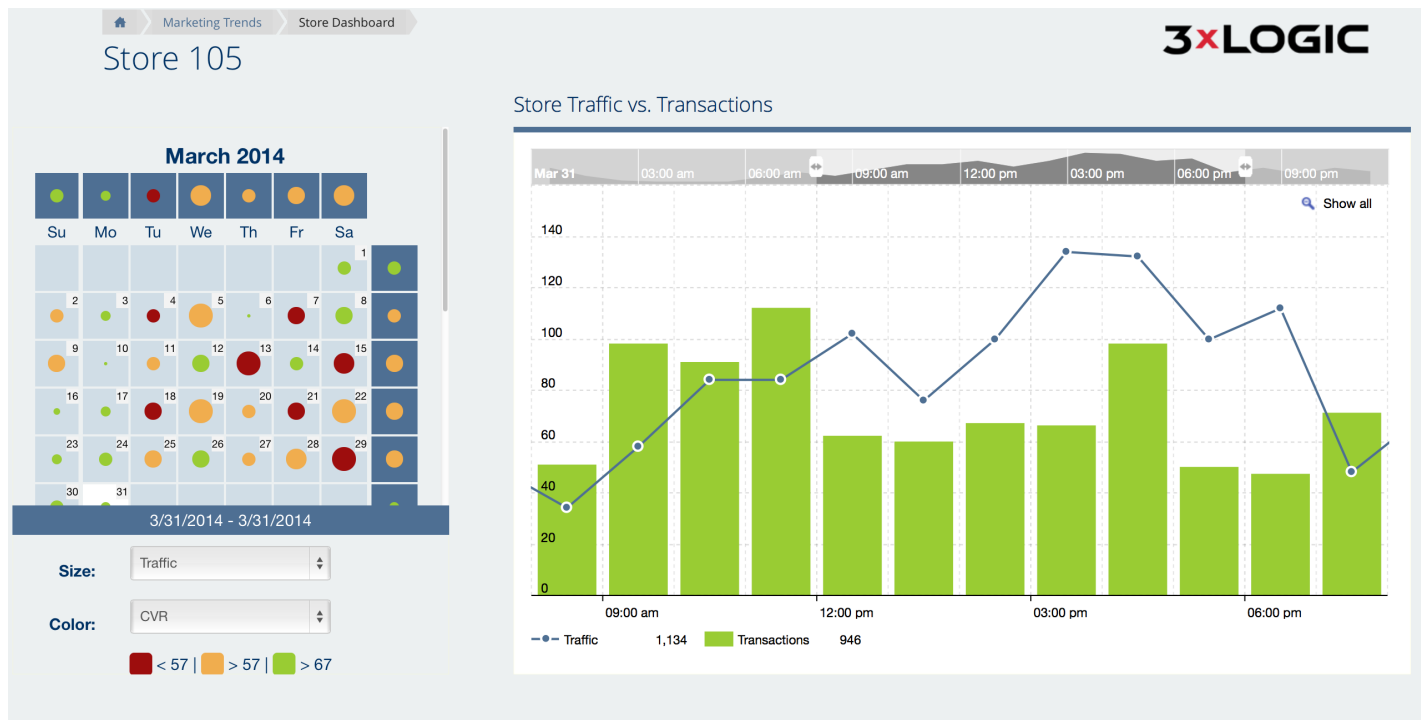 Marketing Trends Store Dashboard
3xLOGIC
Store 105
March 2014
Su Mo Tu We Th Fr Sa
1
2 3 4 5 6 7 8
9 10 11 12 13 14 15
16 17 18 19 20 21 22
23 24 25 26 27 28 29
30 31
3/31/2014 - 3/31/2014
Size: Traffic
Color: CVR
< 57 | > 57 | > 67
Store Traffic vs. Transactions
Mar 31 03:00 am 06:00 am 09:00 am 12:00 pm 03:00 pm 06:00 pm 09:00 pm
Show all
140
120
100
80
60
40
20
0
09:00 am 12:00 pm 03:00 pm 06:00 pm
Traffic 1,134 Transactions 946